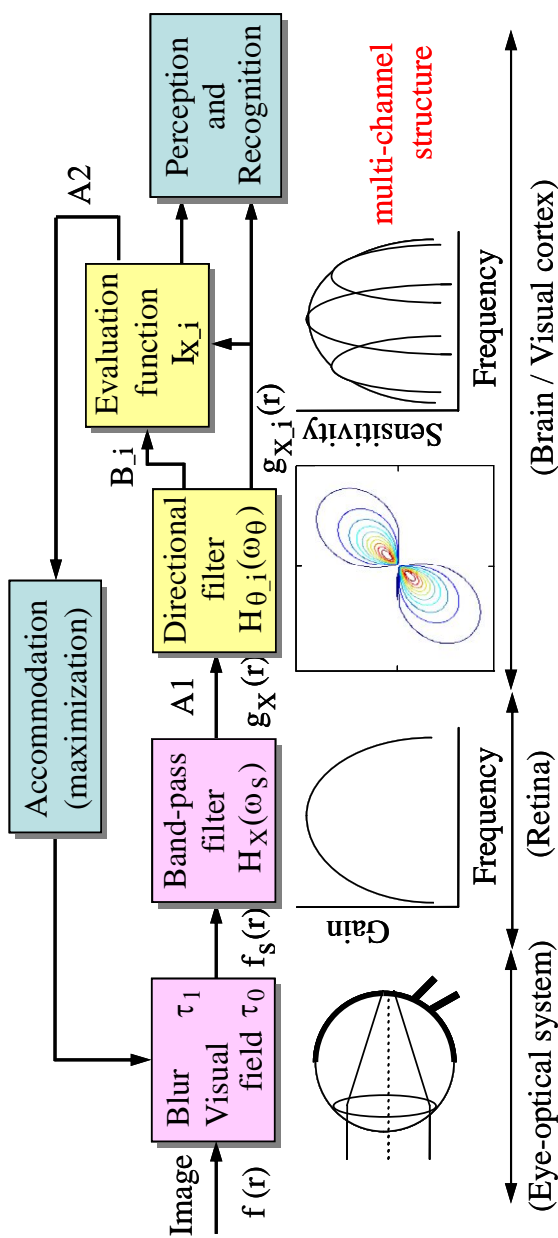 Accommodation
(maximization)
A2
Image
f (r)
Blur τ1
Visual
field τ0
fs(r)
Band-pass
filter
HX(ωs)
A1
gX(r)
Directional
filter
Hθ_i(ωθ)
B_i
gX_i(r)
Evaluation
function
IX_i
Perception
and
Recognition
Gain
Frequency
Sensitivity
Frequency
multi-channel
structure
(Eye-optical system)
(Retina)
(Brain / Visual cortex)